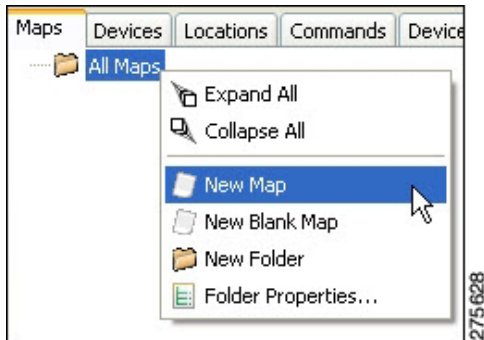 Maps Devices Locations Commands Device
All Maps
Expand All
Collapse All
New Map
New Blank Map
New Folder
Folder Properties...
275628